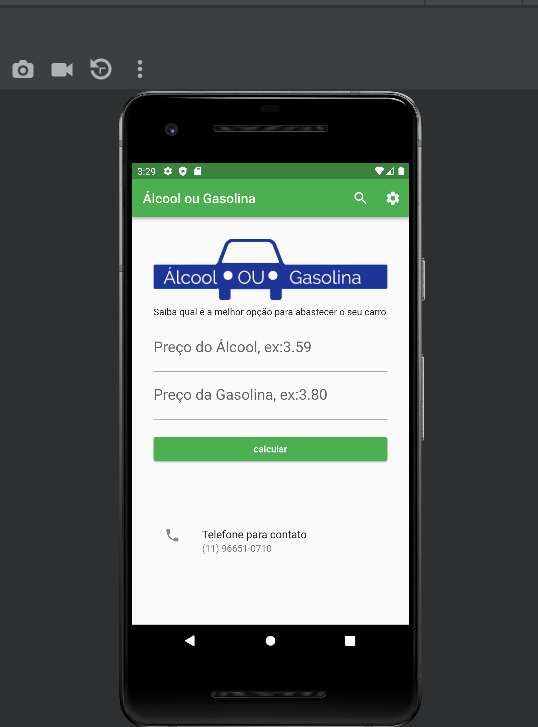 3:29
Álcool ou Gasolina
Álcool OU Gasolina
Saiba qual é a melhor opção para abastecer o seu carro
Preço do Álcool, ex:3.59
Preço da Gasolina, ex:3.80
calcular
Telefone para contato
(11) 96651-0710